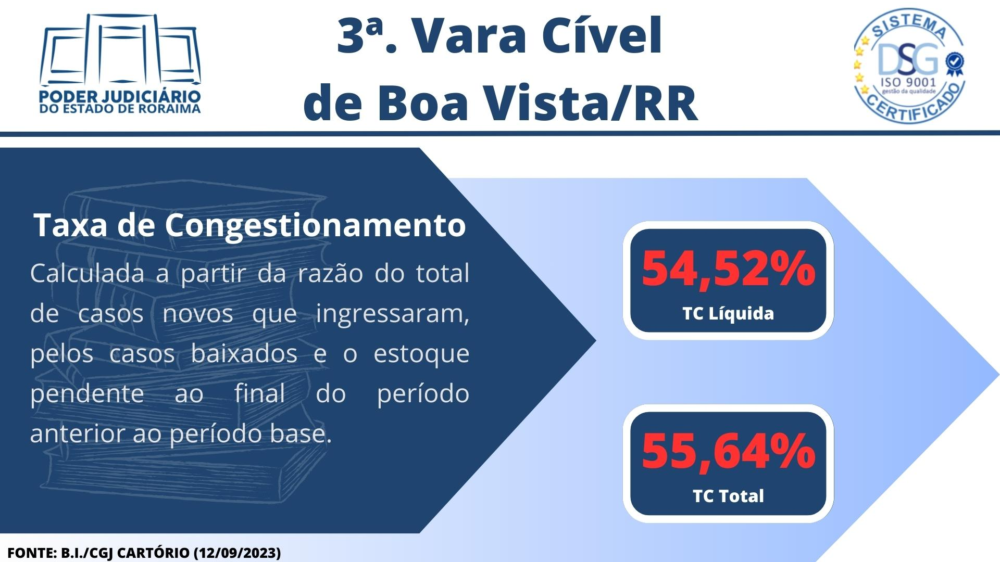 PODER JUDICIÁRIO
DO ESTADO DE RORAIMA
3ª. Vara Cível
de Boa Vista/RR
SISTEMA
DSG
ISO 9001
gestão da qualidade
CERTIFICADO
Taxa de Congestionamento
Calculada a partir da razão do total
de casos novos que ingressaram,
pelos casos baixados e o estoque
pendente ao final do período
anterior ao período base.
54,52%
TC Líquida
55,64%
TC Total
FONTE: B.I./CGJ CARTÓRIO (12/09/2023)